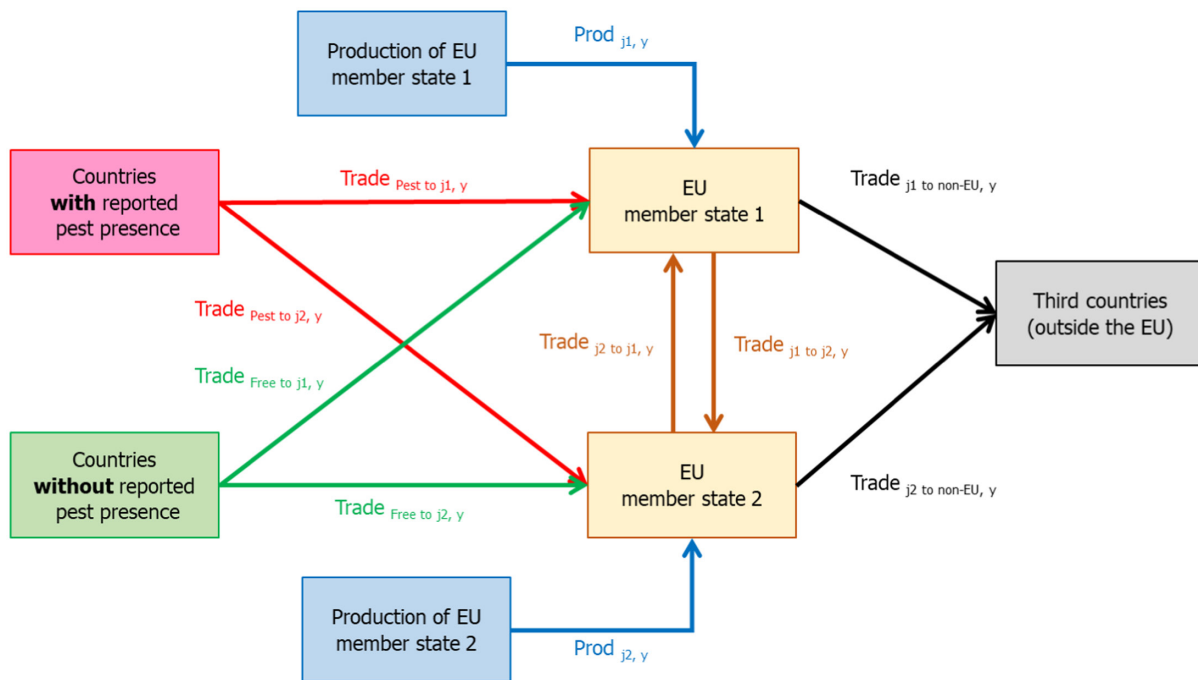 Production of EU
member state 1
Prod j1, y
Countries
with reported
pest presence
Trade Pest to j1, y
EU
member state 1
Trade j1 to non-EU, y
Third countries
(outside the EU)
Trade Pest to j2, y
Trade j2 to j1, y
Trade j1 to j2, y
Trade Free to j1, y
Countries
without reported
pest presence
Trade Free to j2, y
EU
member state 2
Trade j2 to non-EU, y
Production of EU
member state 2
Prod j2, y